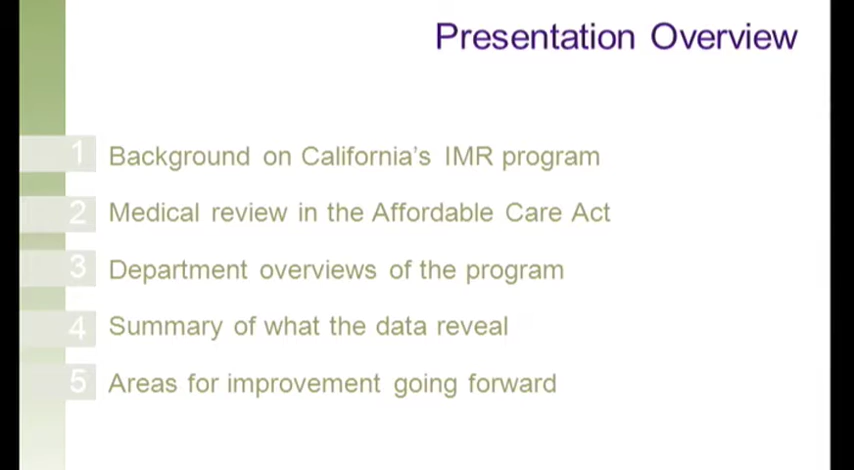 Presentation Overview
1 Background on California's IMR program
2 Medical review in the Affordable Care Act
3 Department overviews of the program
4 Summary of what the data reveal
5 Areas for improvement going forward